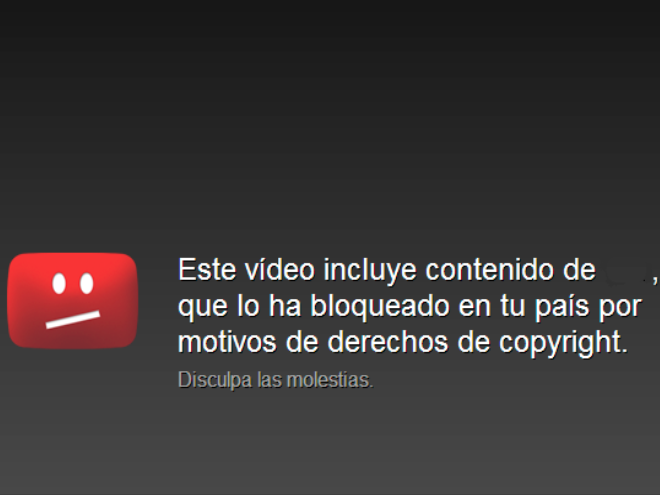 Este vídeo incluye contenido de ,
que lo ha bloqueado en tu país por
motivos de derechos de copyright.
Disculpa las molestias.